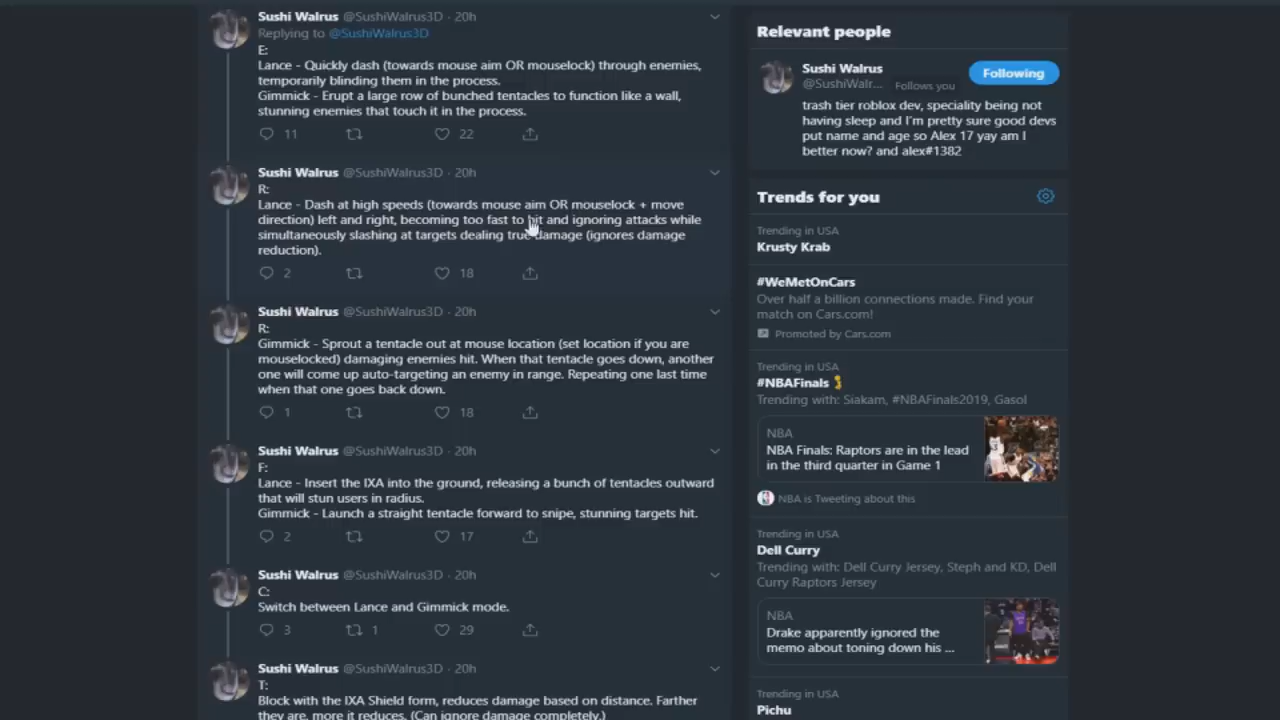 Sushi Walrus @SushiWalrus3D · 20h
Replying to @SushiWalrus3D
E:
Lance - Quickly dash (towards mouse aim OR mouselock) through enemies,
temporarily blinding them in the process.
Gimmick - Erupt a large row of bunched tentacles to function like a wall,
stunning enemies that touch it in the process.
11 22
Sushi Walrus @SushiWalrus3D · 20h
R:
Lance - Dash at high speeds (towards mouse aim OR mouselock + move
direction) left and right, becoming too fast to hit and ignoring attacks while
simultaneously slashing at targets dealing true damage (ignores damage
reduction).
2 18
Sushi Walrus @SushiWalrus3D · 20h
R:
Gimmick - Sprout a tentacle out at mouse location (set location if you are
mouselocked) damaging enemies hit. When that tentacle goes down, another
one will come up auto-targeting an enemy in range. Repeating one last time
when that one goes back down.
1 18
Sushi Walrus @SushiWalrus3D · 20h
F:
Lance - Insert the IXA into the ground, releasing a bunch of tentacles outward
that will stun users in radius.
Gimmick - Launch a straight tentacle forward to snipe, stunning targets hit.
2 17
Sushi Walrus @SushiWalrus3D · 20h
C:
Switch between Lance and Gimmick mode.
3 1 29
Sushi Walrus @SushiWalrus3D · 20h
T:
Block with the IXA Shield form, reduces damage based on distance. Farther
they are, more it reduces. (Can ignore damage completely.)
Relevant people
Sushi Walrus
@SushiWalr... Follows you
Following
trash tier roblox dev, speciality being not
having sleep and I'm pretty sure good devs
put name and age so Alex 17 yay am I
better now? and alex#1382
Trends for you
Trending in USA
Krusty Krab
#WeMetOnCars
Over half a billion connections made. Find your
match on Cars.com!
Promoted by Cars.com
Trending in USA
#NBAFinals
Trending with: Siakam, #NBAFinals2019, Gasol
NBA
NBA Finals: Raptors are in the lead
in the third quarter in Game 1
NBA is Tweeting about this
Trending in USA
Dell Curry
Trending with: Dell Curry Jersey, Steph and KD, Dell
Curry Raptors Jersey
NBA
Drake apparently ignored the
memo about toning down his ...
Trending in USA
Pichu